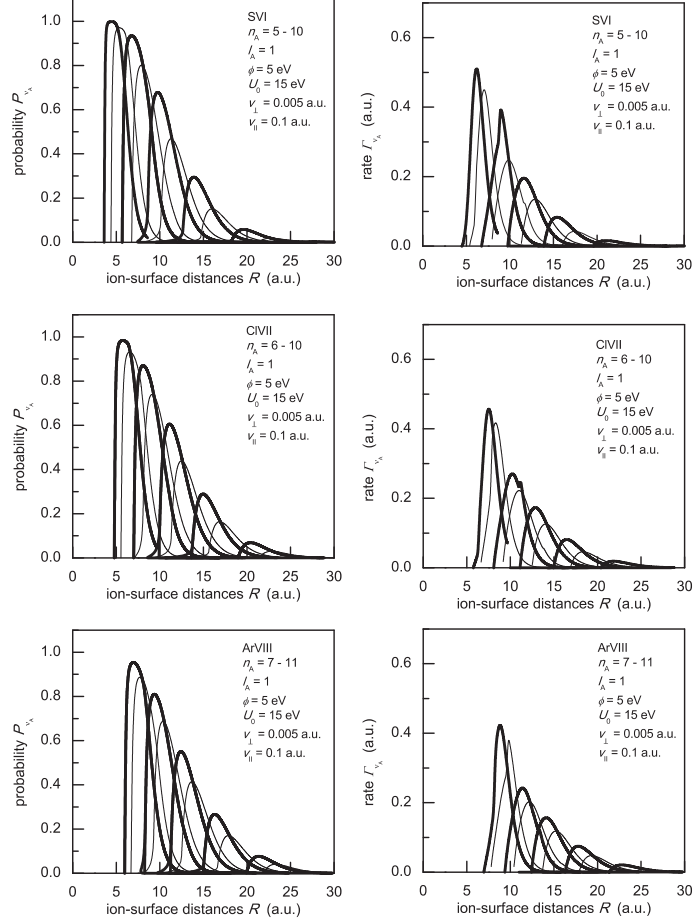 SVI
n_A = 5 - 10
l_A = 1
ϕ = 5 eV
U_0 = 15 eV
v_⊥ = 0.005 a.u.
v_|| = 0.1 a.u.
probability P_νA
1.0
0.8
0.6
0.4
0.2
0.0
0 5 10 15 20 25 30
ion-surface distances R (a.u.)
SVI
n_A = 5 - 10
l_A = 1
ϕ = 5 eV
U_0 = 15 eV
v_⊥ = 0.005 a.u.
v_|| = 0.1 a.u.
rate Γ_νA (a.u.)
0.6
0.4
0.2
0.0
0 5 10 15 20 25 30
ion-surface distances R (a.u.)
ClVII
n_A = 6 - 10
l_A = 1
ϕ = 5 eV
U_0 = 15 eV
v_⊥ = 0.005 a.u.
v_|| = 0.1 a.u.
probability P_νA
1.0
0.8
0.6
0.4
0.2
0.0
0 5 10 15 20 25 30
ion-surface distances R (a.u.)
ClVII
n_A = 6 - 10
l_A = 1
ϕ = 5 eV
U_0 = 15 eV
v_⊥ = 0.005 a.u.
v_|| = 0.1 a.u.
rate Γ_νA (a.u.)
0.6
0.4
0.2
0.0
0 5 10 15 20 25 30
ion-surface distances R (a.u.)
ArVIII
n_A = 7 - 11
l_A = 1
ϕ = 5 eV
U_0 = 15 eV
v_⊥ = 0.005 a.u.
v_|| = 0.1 a.u.
probability P_νA
1.0
0.8
0.6
0.4
0.2
0.0
0 5 10 15 20 25 30
ion-surface distances R (a.u.)
ArVIII
n_A = 7 - 11
l_A = 1
ϕ = 5 eV
U_0 = 15 eV
v_⊥ = 0.005 a.u.
v_|| = 0.1 a.u.
rate Γ_νA (a.u.)
0.6
0.4
0.2
0.0
0 5 10 15 20 25 30
ion-surface distances R (a.u.)